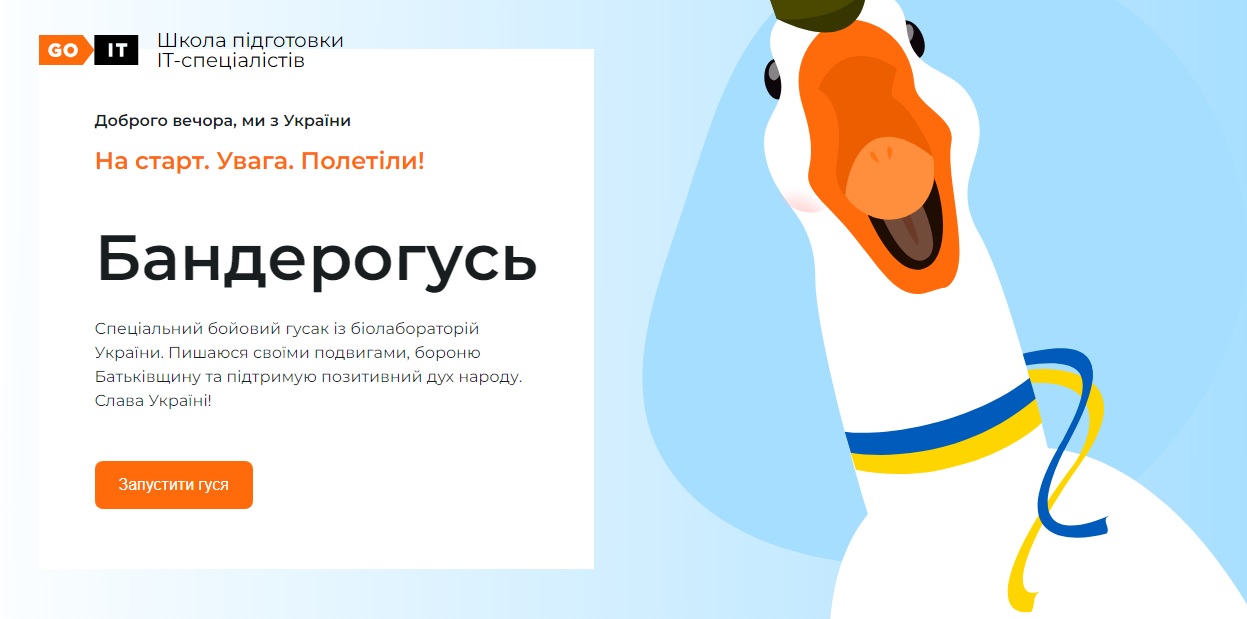 GO IT
Школа підготовки
ІТ-спеціалістів
Доброго вечора, ми з України
На старт. Увага. Полетіли!
Бандерогусь
Спеціальний бойовий гусак із біолабораторій
України. Пишаюся своїми подвигами, бороню
Батьківщину та підтримую позитивний дух народу.
Слава Україні!
Запустити гуся